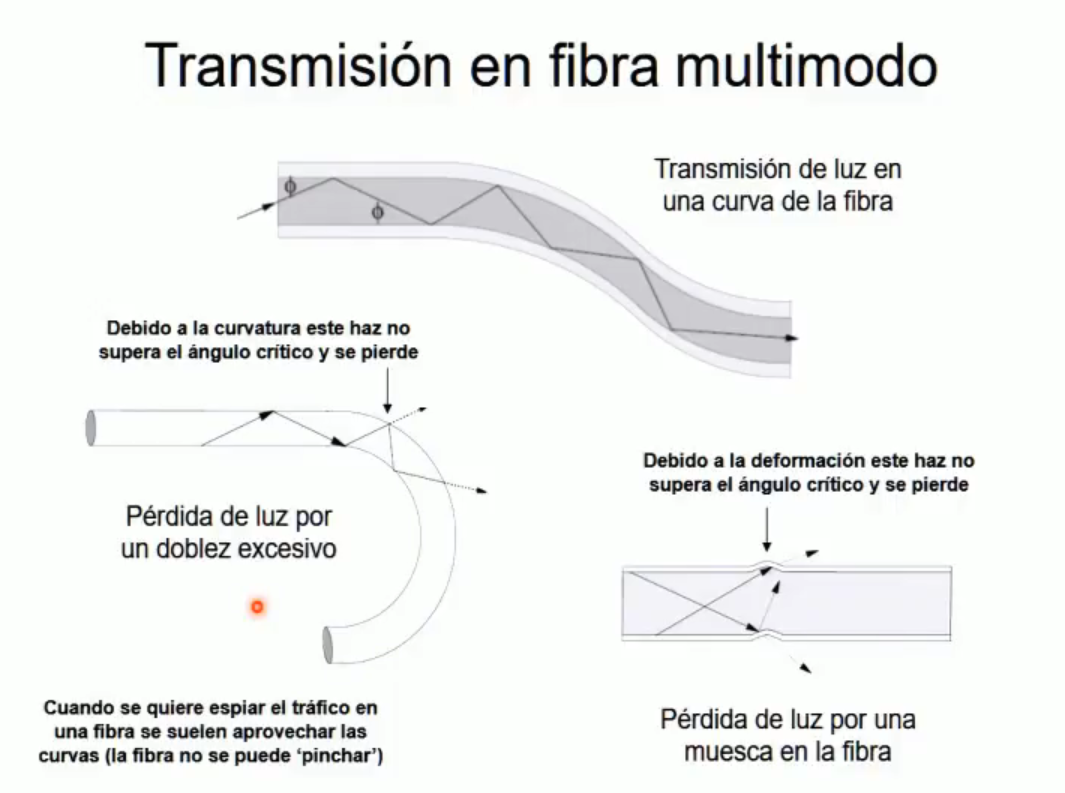 Transmisión en fibra multimodo
Transmisión de luz en
una curva de la fibra
ϕ
ϕ
Debido a la curvatura este haz no
supera el ángulo crítico y se pierde
Pérdida de luz por
un doblez excesivo
Debido a la deformación este haz no
supera el ángulo crítico y se pierde
Cuando se quiere espiar el tráfico en
una fibra se suelen aprovechar las
curvas (la fibra no se puede ‘pinchar’)
Pérdida de luz por una
muesca en la fibra